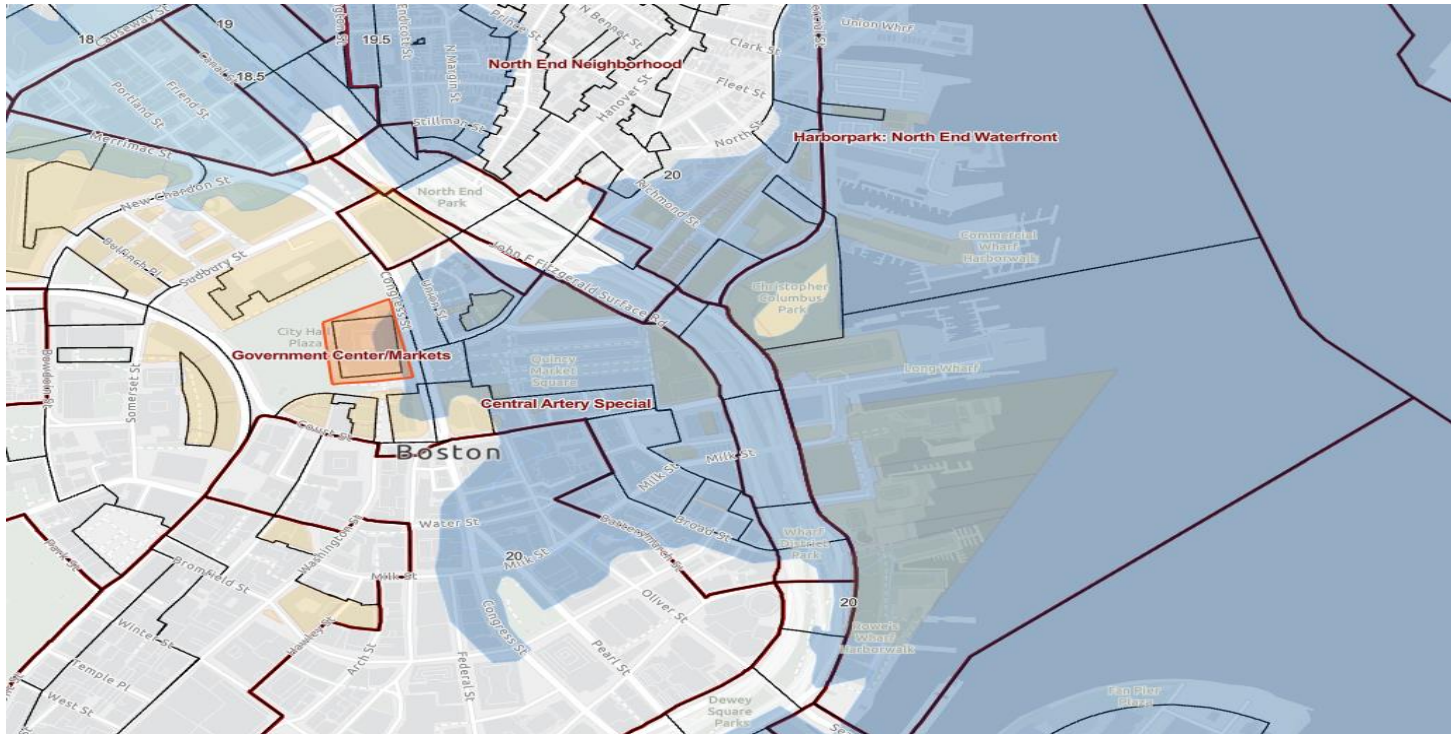 Causeway St
18
19
Canal St
18.5
Portland St
Friend St
Merrimac St
19.5
Endicott St
N Margin St
Stillman St
Prince St
N Bennet St
North End Neighborhood
Hanover St
Clark St
Fleet St
North St
Union Wharf
Harborpark: North End Waterfront
20
Richmond St
North End
Park
New Chardon St
Bulfinch Pl
Sudbury St
John F Fitzgerald Surface Rd
Commercial
Wharf
Harborwalk
Christopher
Columbus
Park
Congress St
Union St
City Hall
Plaza
Government Center/Markets
Quincy
Market
Square
Long Wharf
Bowdoin St
Somerset St
Central Artery Special
Court St
Boston
Milk St
Milk St
Water St
Broad St
Batterymarch St
Wharf
District
Park
Washington St
20
Milk St
Milk St
Park St
Bromfield St
Hawley St
Congress St
Oliver St
20
Rowe's
Wharf
Harborwalk
Winter St
Arch St
Federal St
Pearl St
Temple Pl
West St
Dewey
Square
Parks
Fan Pier
Plaza